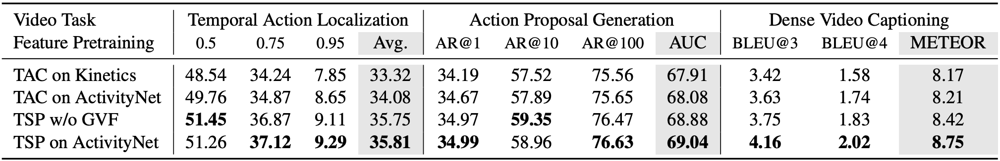 Video Task Temporal Action Localization Action Proposal Generation Dense Video Captioning
Feature Pretraining 0.5 0.75 0.95 Avg. AR@1 AR@10 AR@100 AUC BLEU@3 BLEU@4 METEOR
TAC on Kinetics 48.54 34.24 7.85 33.32 34.19 57.52 75.56 67.91 3.42 1.58 8.17
TAC on ActivityNet 49.76 34.87 8.65 34.08 34.67 57.89 75.65 68.08 3.63 1.74 8.21
TSP w/o GVF 51.45 36.87 9.11 35.75 34.97 59.35 76.47 68.88 3.75 1.83 8.42
TSP on ActivityNet 51.26 37.12 9.29 35.81 34.99 58.96 76.63 69.04 4.16 2.02 8.75